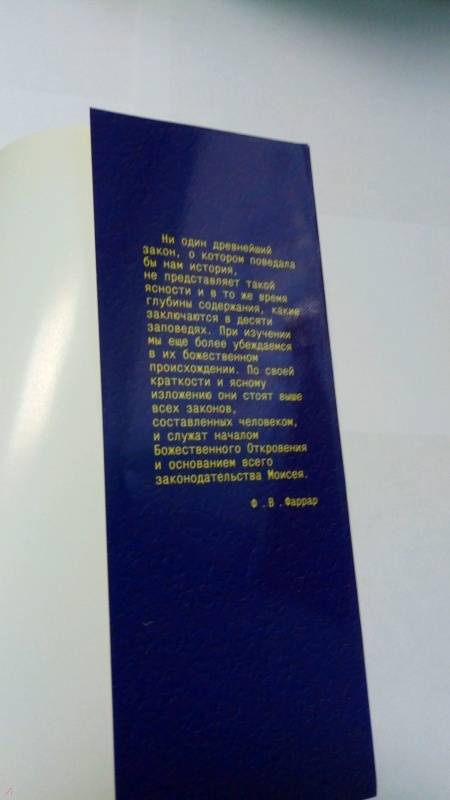 Ни один древнейший
закон, о котором поведала
бы нам история,
не представляет такой
ясности и в то же время
глубины содержания, какие
заключаются в десяти
заповедях. При изучении
мы еще более убеждаемся
в их божественном
происхождении. По своей
краткости и ясному
изложению они стоят выше
всех законов,
составленных человеком,
и служат началом
Божественного Откровения
и основанием всего
законодательства Моисея.
Ф.В.Фаррар